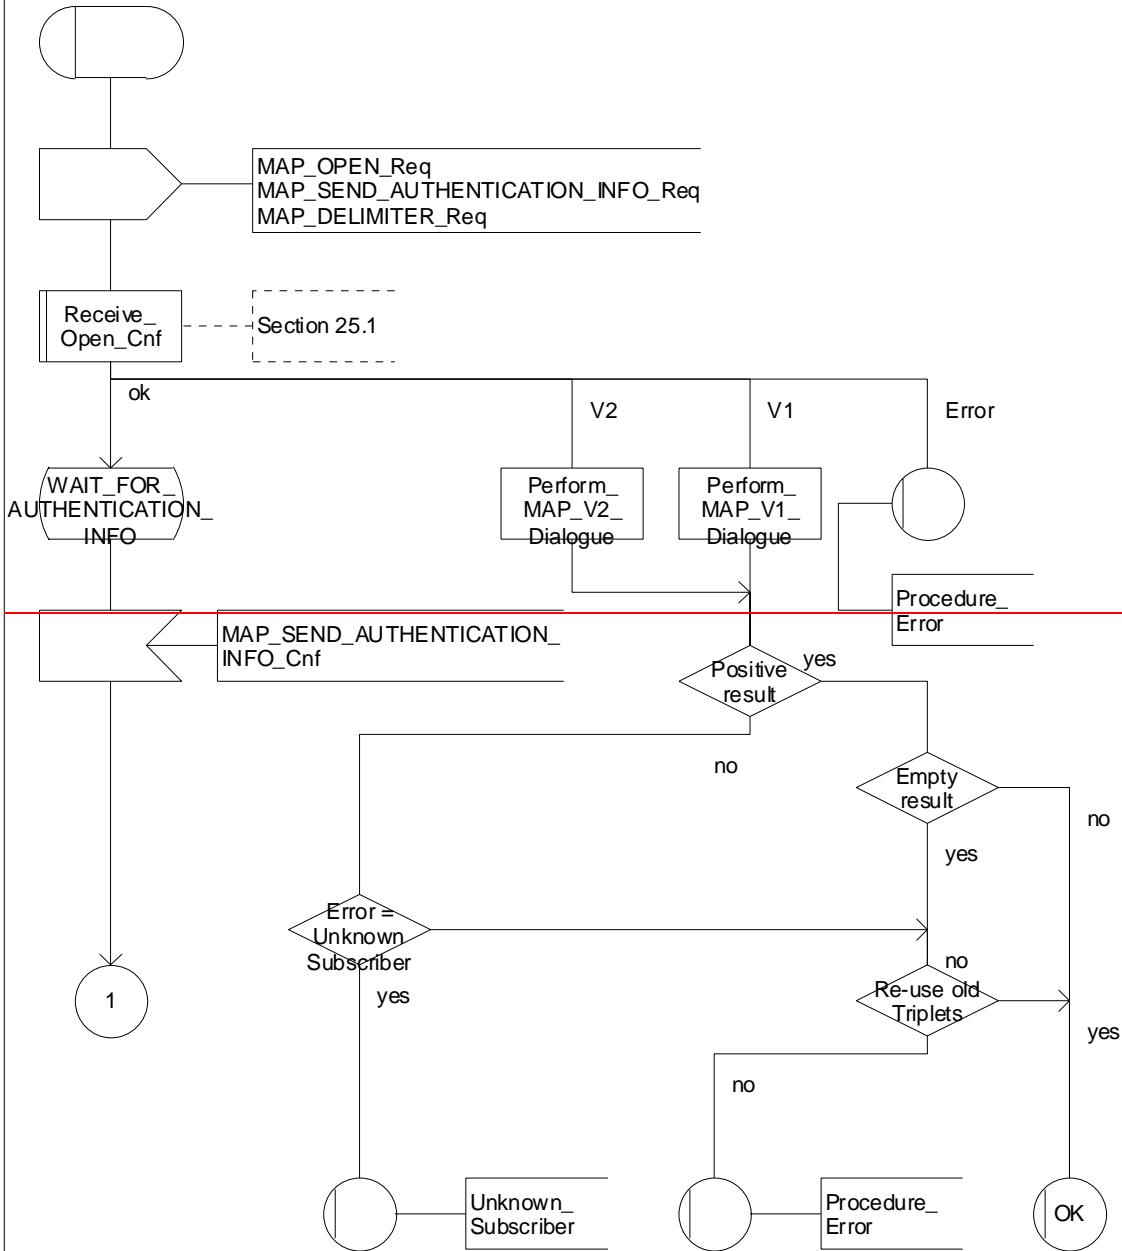 MAP_OPEN_Req
MAP_SEND_AUTHENTICATION_INFO_Req
MAP_DELIMITER_Req
Receive_
Open_Cnf
Section 25.1
ok
V2
V1
Error
WAIT_FOR_
AUTHENTICATION_
INFO
Perform_
MAP_V2_
Dialogue
Perform_
MAP_V1_
Dialogue
Procedure_
Error
MAP_SEND_AUTHENTICATION_
INFO_Cnf
Positive
result
yes
no
Empty
result
no
yes
Error =
Unknown
Subscriber
no
yes
1
Re-use old
Triplets
yes
no
Unknown_
Subscriber
Procedure_
Error
OK